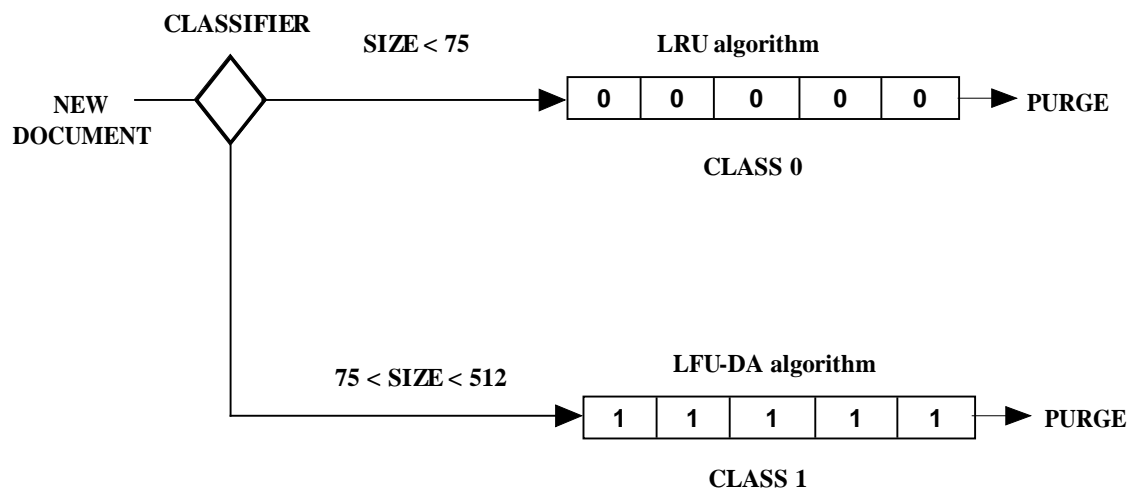 CLASSIFIER
SIZE < 75
LRU algorithm
NEW
DOCUMENT
0 0 0 0 0
PURGE
CLASS 0
75 < SIZE < 512
LFU-DA algorithm
1 1 1 1 1
PURGE
CLASS 1